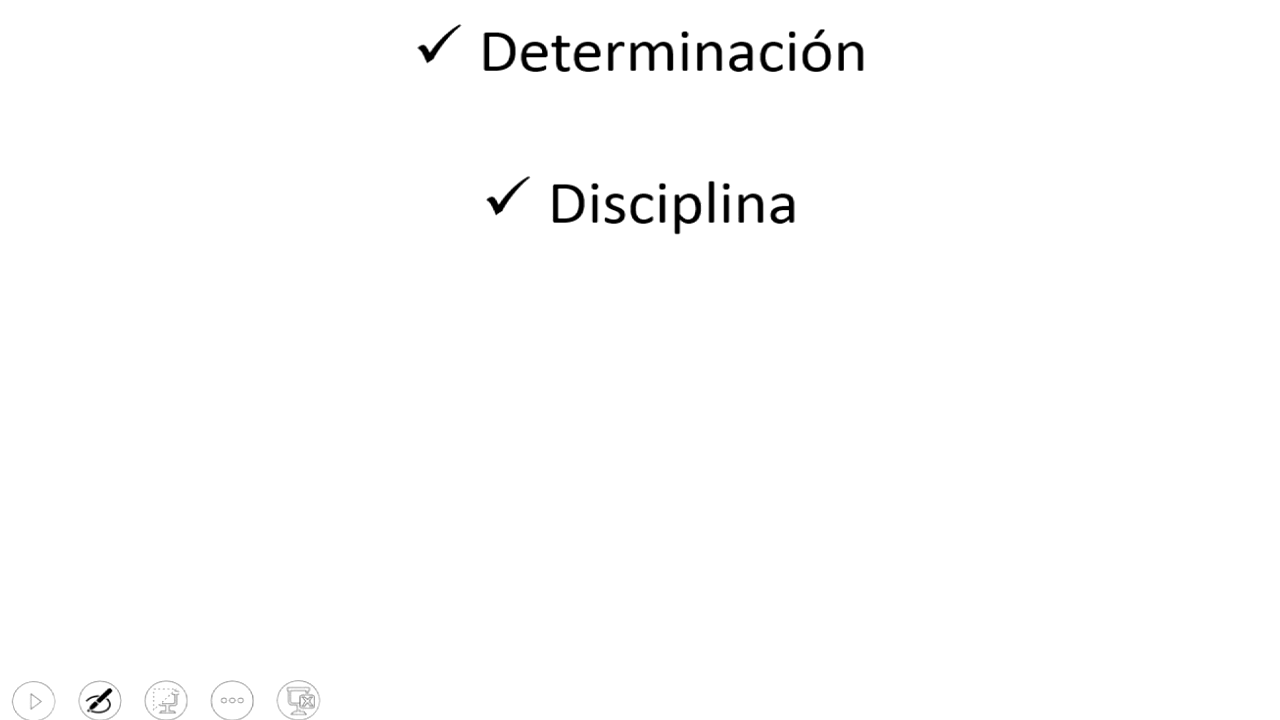 ✓ Determinación
✓ Disciplina